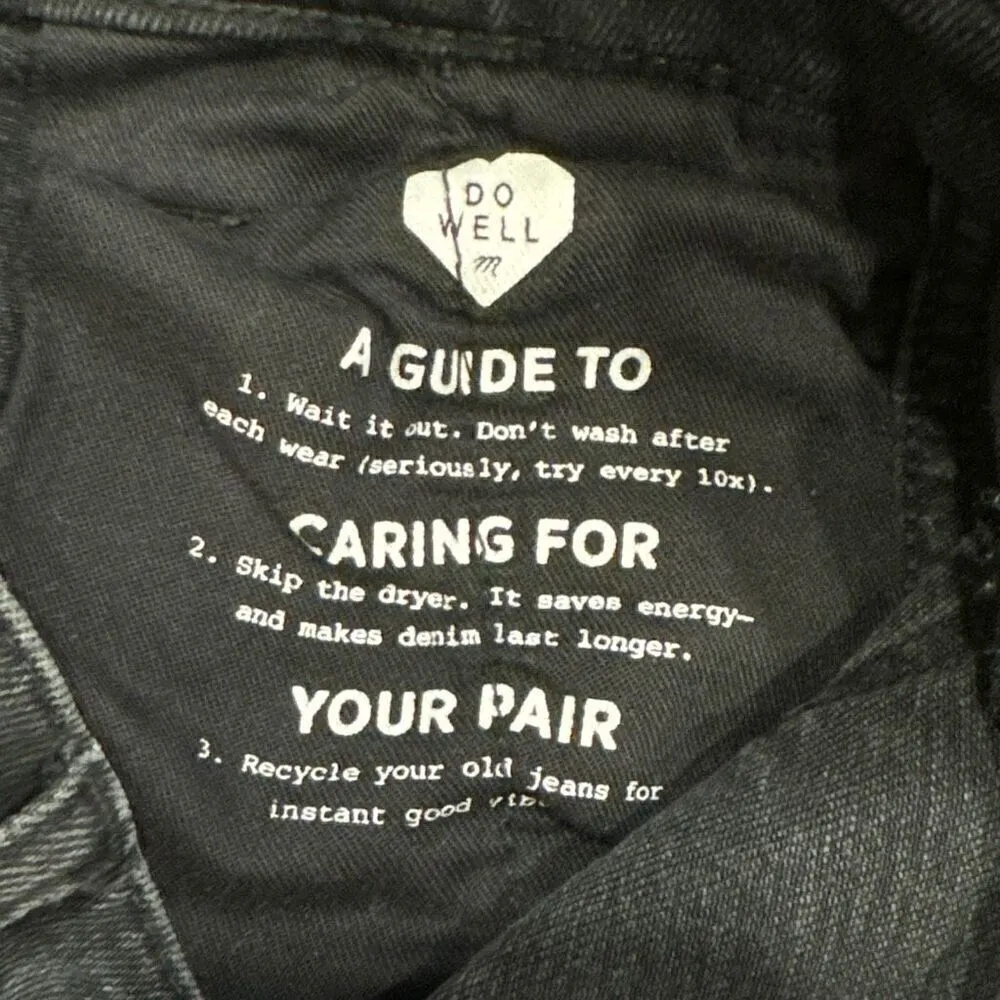 DO
WELL
m
A GUIDE TO
1. Wait it out. Don't wash after
each wear (seriously, try every 10x).
CARING FOR
2. Skip the dryer. It saves energy—
and makes denim last longer.
YOUR PAIR
3. Recycle your old jeans for
instant good